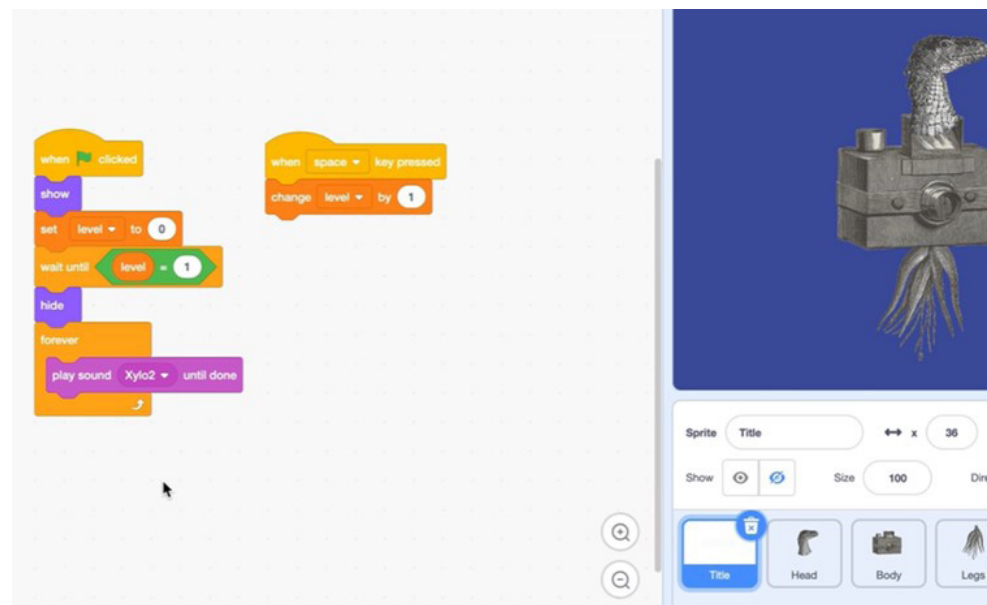 when clicked
show
set level to 0
wait until level = 1
hide
forever
play sound Xylo2 until done
when space key pressed
change level by 1
Sprite Title x 36
Show Size 100 Dire
Title Head Body Legs